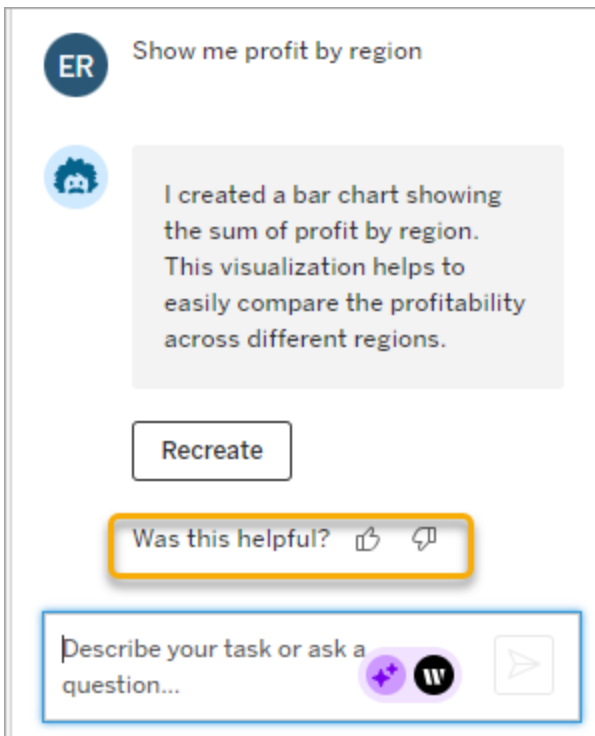 ER
Show me profit by region
I created a bar chart showing
the sum of profit by region.
This visualization helps to
easily compare the profitability
across different regions.
Recreate
Was this helpful?
Describe your task or ask a
question...
W